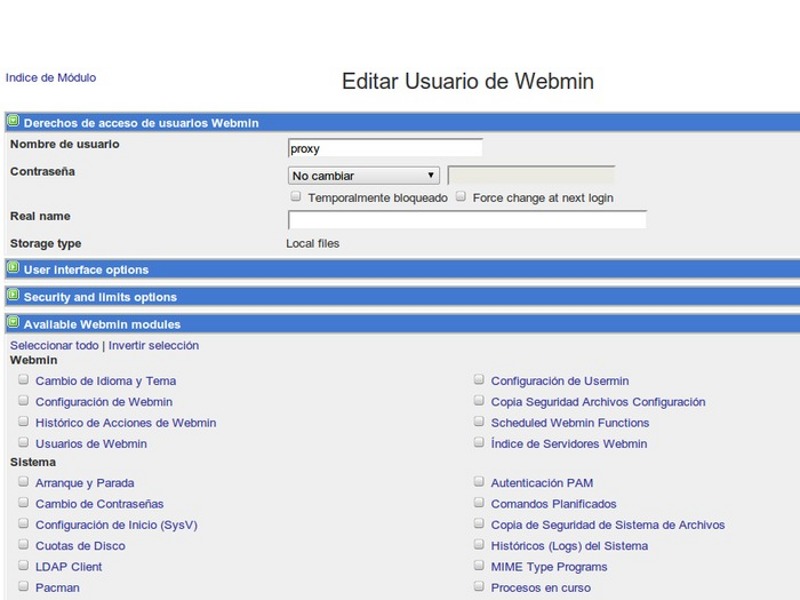 Indice de Módulo
Editar Usuario de Webmin
Derechos de acceso de usuarios Webmin
Nombre de usuario proxy
Contraseña No cambiar
Temporalmente bloqueado Force change at next login
Real name
Storage type Local files
User interface options
Security and limits options
Available Webmin modules
Seleccionar todo | Invertir selección
Webmin
Cambio de Idioma y Tema Configuración de Usermin
Configuración de Webmin Copia Seguridad Archivos Configuración
Histórico de Acciones de Webmin Scheduled Webmin Functions
Usuarios de Webmin Índice de Servidores Webmin
Sistema
Arranque y Parada Autenticación PAM
Cambio de Contraseñas Comandos Planificados
Configuración de Inicio (SysV) Copia de Seguridad de Sistema de Archivos
Cuotas de Disco Históricos (Logs) del Sistema
LDAP Client MIME Type Programs
Pacman Procesos en curso